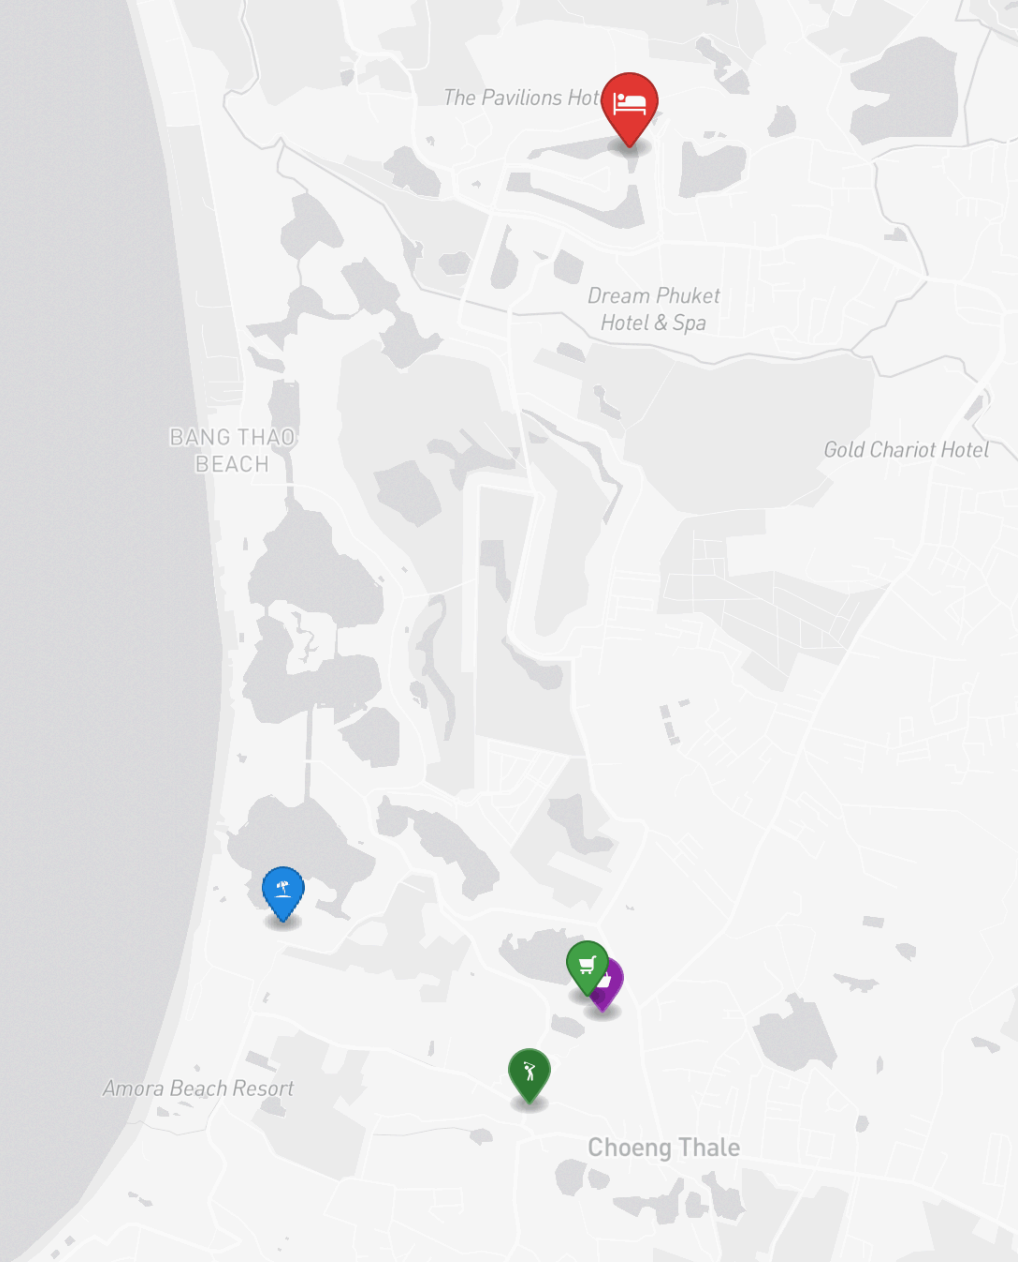 The Pavilions Hot
Dream Phuket
Hotel & Spa
BANG THAO
BEACH
Gold Chariot Hotel
Amora Beach Resort
Choeng Thale